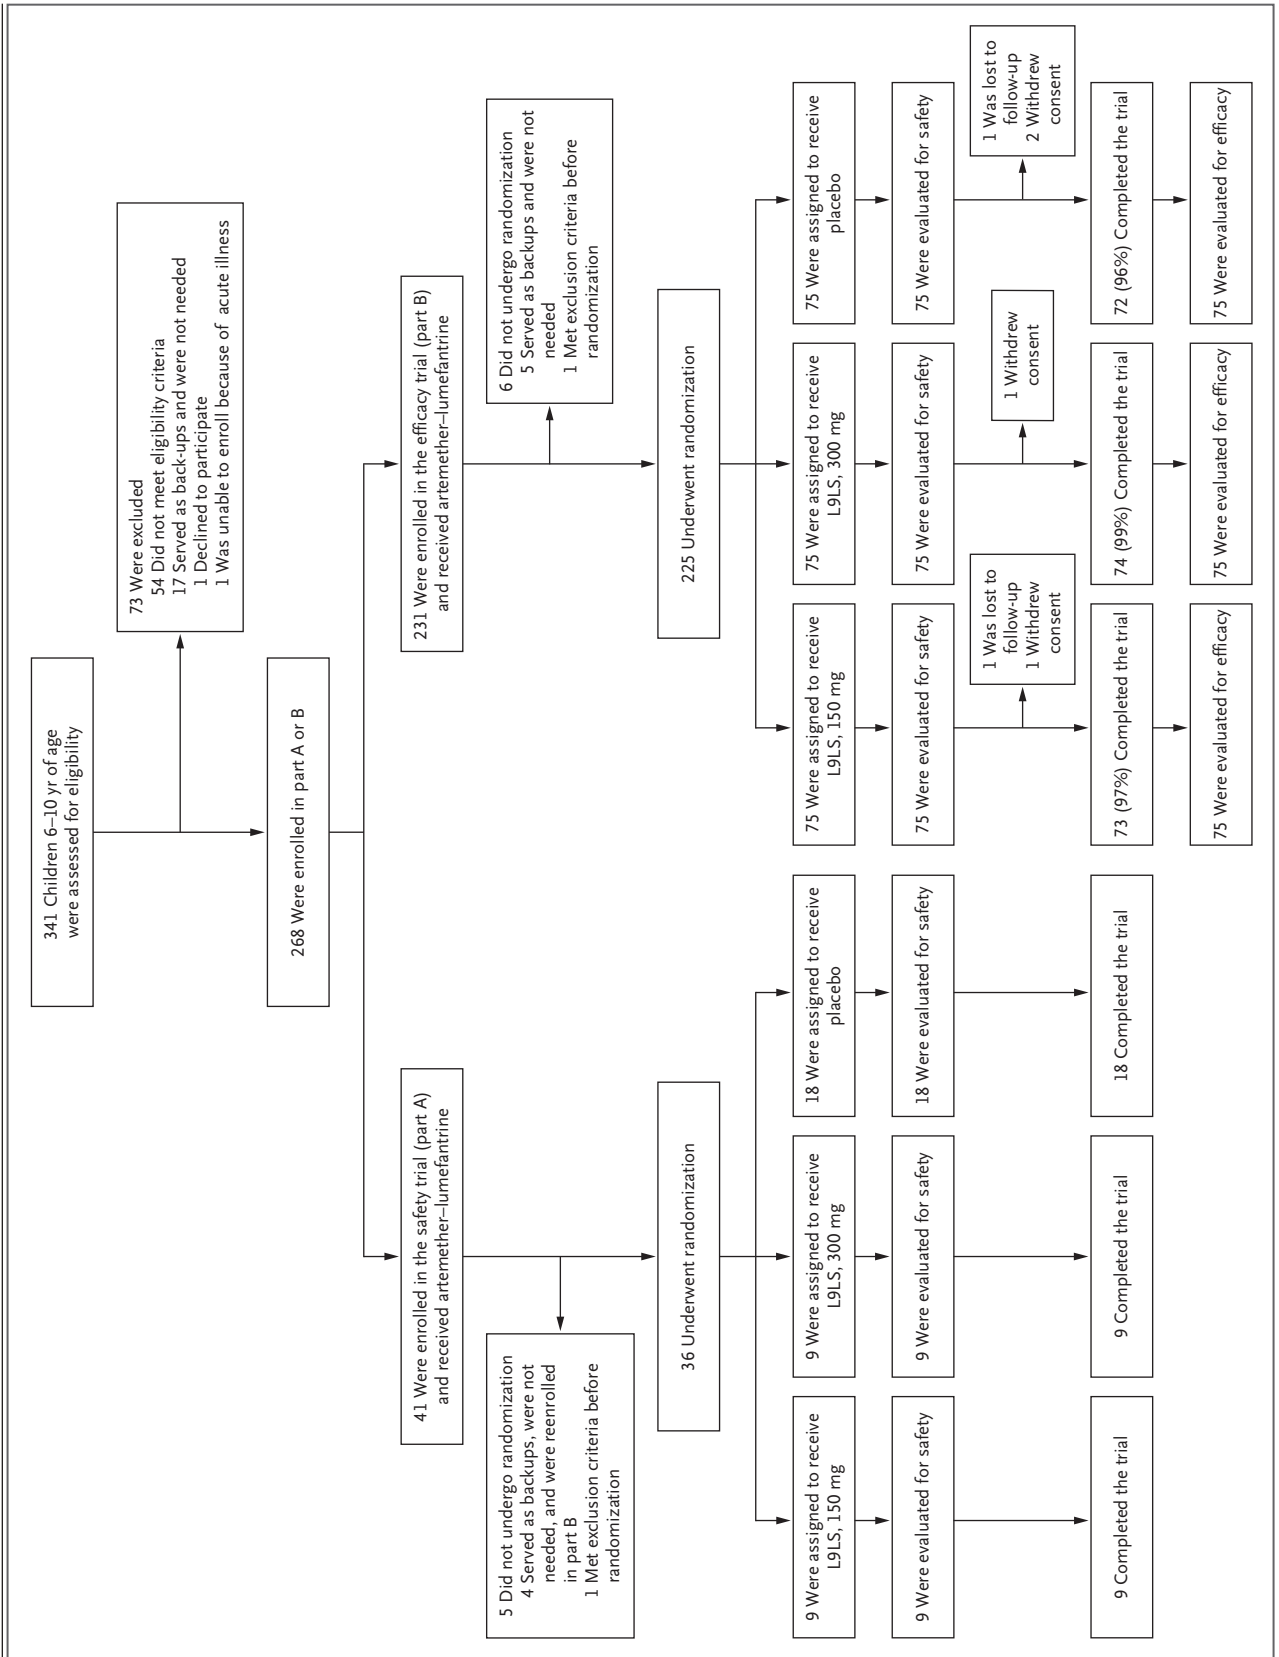 341 Children 6–10 yr of age
were assessed for eligibility
73 Were excluded
54 Did not meet eligibility criteria
17 Served as back-ups and were not needed
1 Declined to participate
1 Was unable to enroll because of acute illness
268 Were enrolled in part A or B
41 Were enrolled in the safety trial (part A)
and received artemether–lumefantrine
231 Were enrolled in the efficacy trial (part B)
and received artemether–lumefantrine
5 Did not undergo randomization
4 Served as backups, were not
needed, and were reenrolled
in part B
1 Met exclusion criteria before
randomization
6 Did not undergo randomization
5 Served as backups and were not
needed
1 Met exclusion criteria before
randomization
36 Underwent randomization
225 Underwent randomization
9 Were assigned to receive
L9LS, 150 mg
9 Were assigned to receive
L9LS, 300 mg
18 Were assigned to receive
placebo
75 Were assigned to receive
L9LS, 150 mg
75 Were assigned to receive
L9LS, 300 mg
75 Were assigned to receive
placebo
9 Were evaluated for safety
9 Were evaluated for safety
18 Were evaluated for safety
75 Were evaluated for safety
75 Were evaluated for safety
75 Were evaluated for safety
1 Was lost to
follow-up
1 Withdrew
consent
1 Withdrew
consent
1 Was lost to
follow-up
2 Withdrew
consent
9 Completed the trial
9 Completed the trial
18 Completed the trial
73 (97%) Completed the trial
74 (99%) Completed the trial
72 (96%) Completed the trial
75 Were evaluated for efficacy
75 Were evaluated for efficacy
75 Were evaluated for efficacy